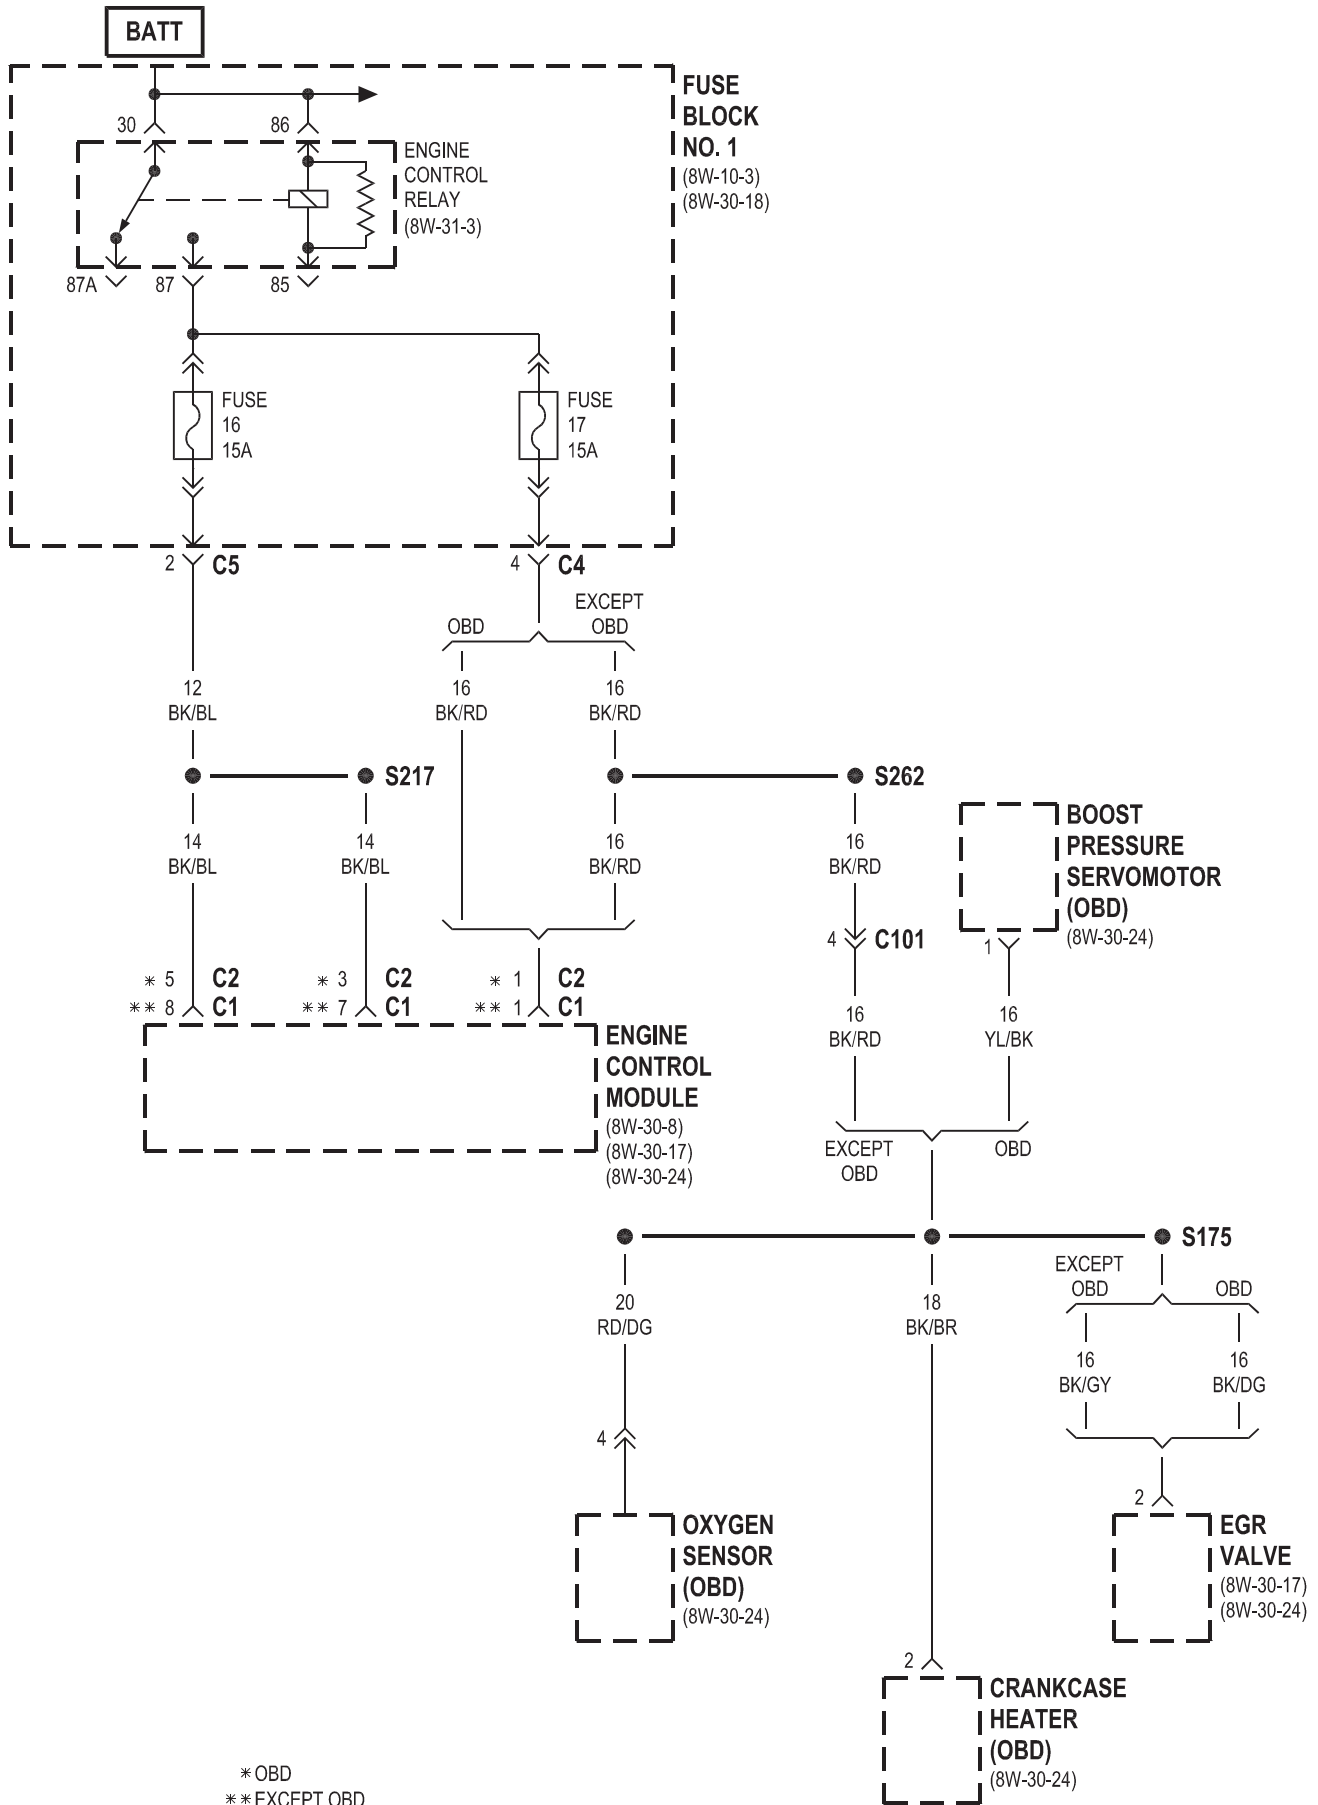 BATT
FUSE
BLOCK
NO. 1
(8W-10-3)
(8W-30-18)
30
86
ENGINE
CONTROL
RELAY
(8W-31-3)
87A
87
85
FUSE
16
15A
FUSE
17
15A
2
C5
4
C4
OBD
EXCEPT
OBD
12
BK/BL
16
BK/RD
16
BK/RD
S217
S262
14
BK/BL
14
BK/BL
16
BK/RD
16
BK/RD
BOOST
PRESSURE
SERVOMOTOR
(OBD)
(8W-30-24)
4
C101
1
* 5 C2
** 8 C1
* 3 C2
** 7 C1
* 1 C2
** 1 C1
16
BK/RD
16
YL/BK
ENGINE
CONTROL
MODULE
(8W-30-8)
(8W-30-17)
(8W-30-24)
EXCEPT
OBD
OBD
S175
EXCEPT
OBD
OBD
20
RD/DG
18
BK/BR
16
BK/GY
16
BK/DG
4
2
OXYGEN
SENSOR
(OBD)
(8W-30-24)
EGR
VALVE
(8W-30-17)
(8W-30-24)
2
CRANKCASE
HEATER
(OBD)
(8W-30-24)
* OBD
** EXCEPT OBD